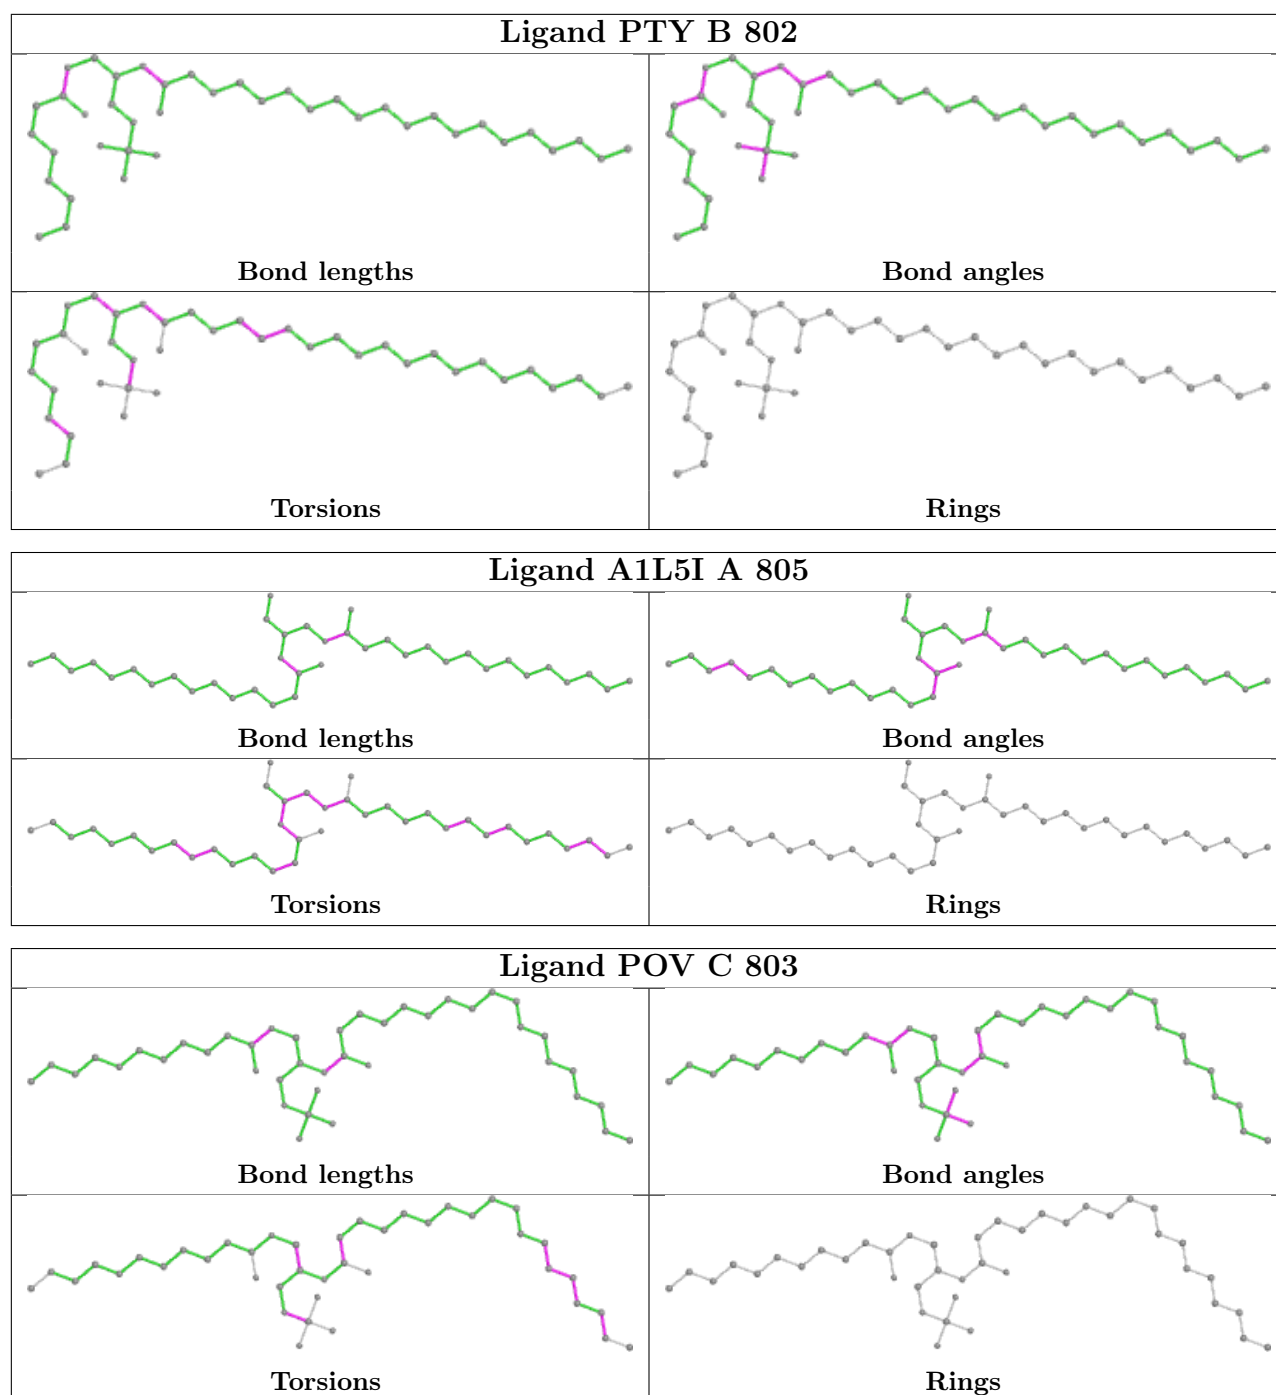 Ligand PTY B 802
Bond lengths
Bond angles
Torsions
Rings
Ligand A1L5I A 805
Bond lengths
Bond angles
Torsions
Rings
Ligand POV C 803
Bond lengths
Bond angles
Torsions
Rings